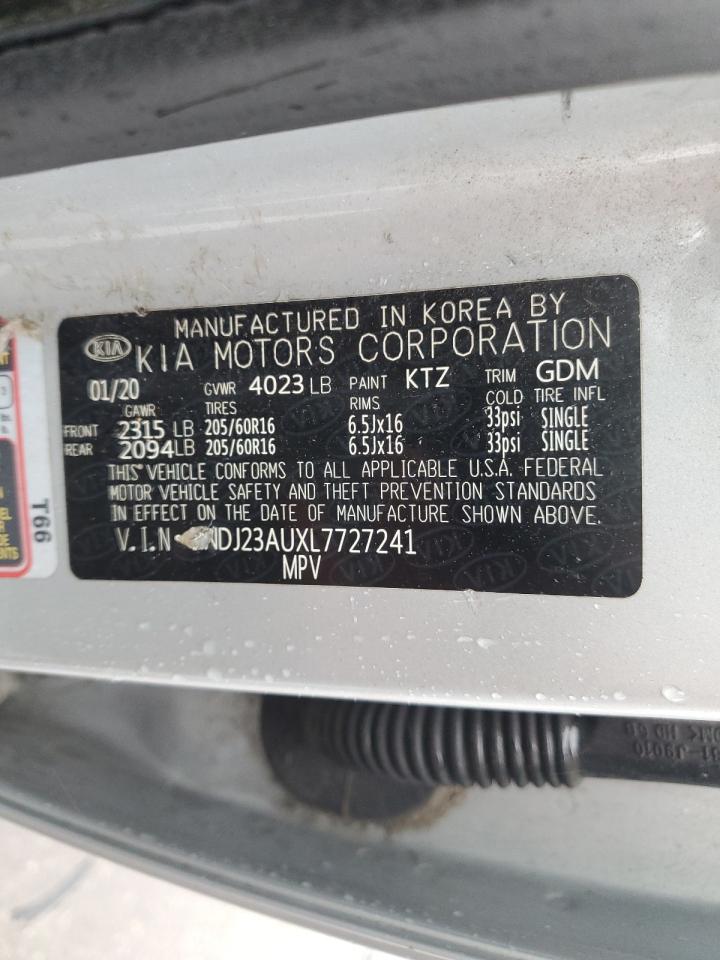 MANUFACTURED IN KOREA BY
KIA KIA MOTORS CORPORATION
01/20 GVWR 4023 LB PAINT KTZ TRIM GDM
GAWR TIRES RIMS COLD TIRE INFL
FRONT 2315 LB 205/60R16 6.5Jx16 33psi SINGLE
REAR 2094LB 205/60R16 6.5Jx16 33psi SINGLE
THIS VEHICLE CONFORMS TO ALL APPLICABLE U.S.A. FEDERAL
MOTOR VEHICLE SAFETY AND THEFT PREVENTION STANDARDS
IN EFFECT ON THE DATE OF MANUFACTURE SHOWN ABOVE.
V.I.N NDJ23AUXL7727241
MPV
T66
31-J9010